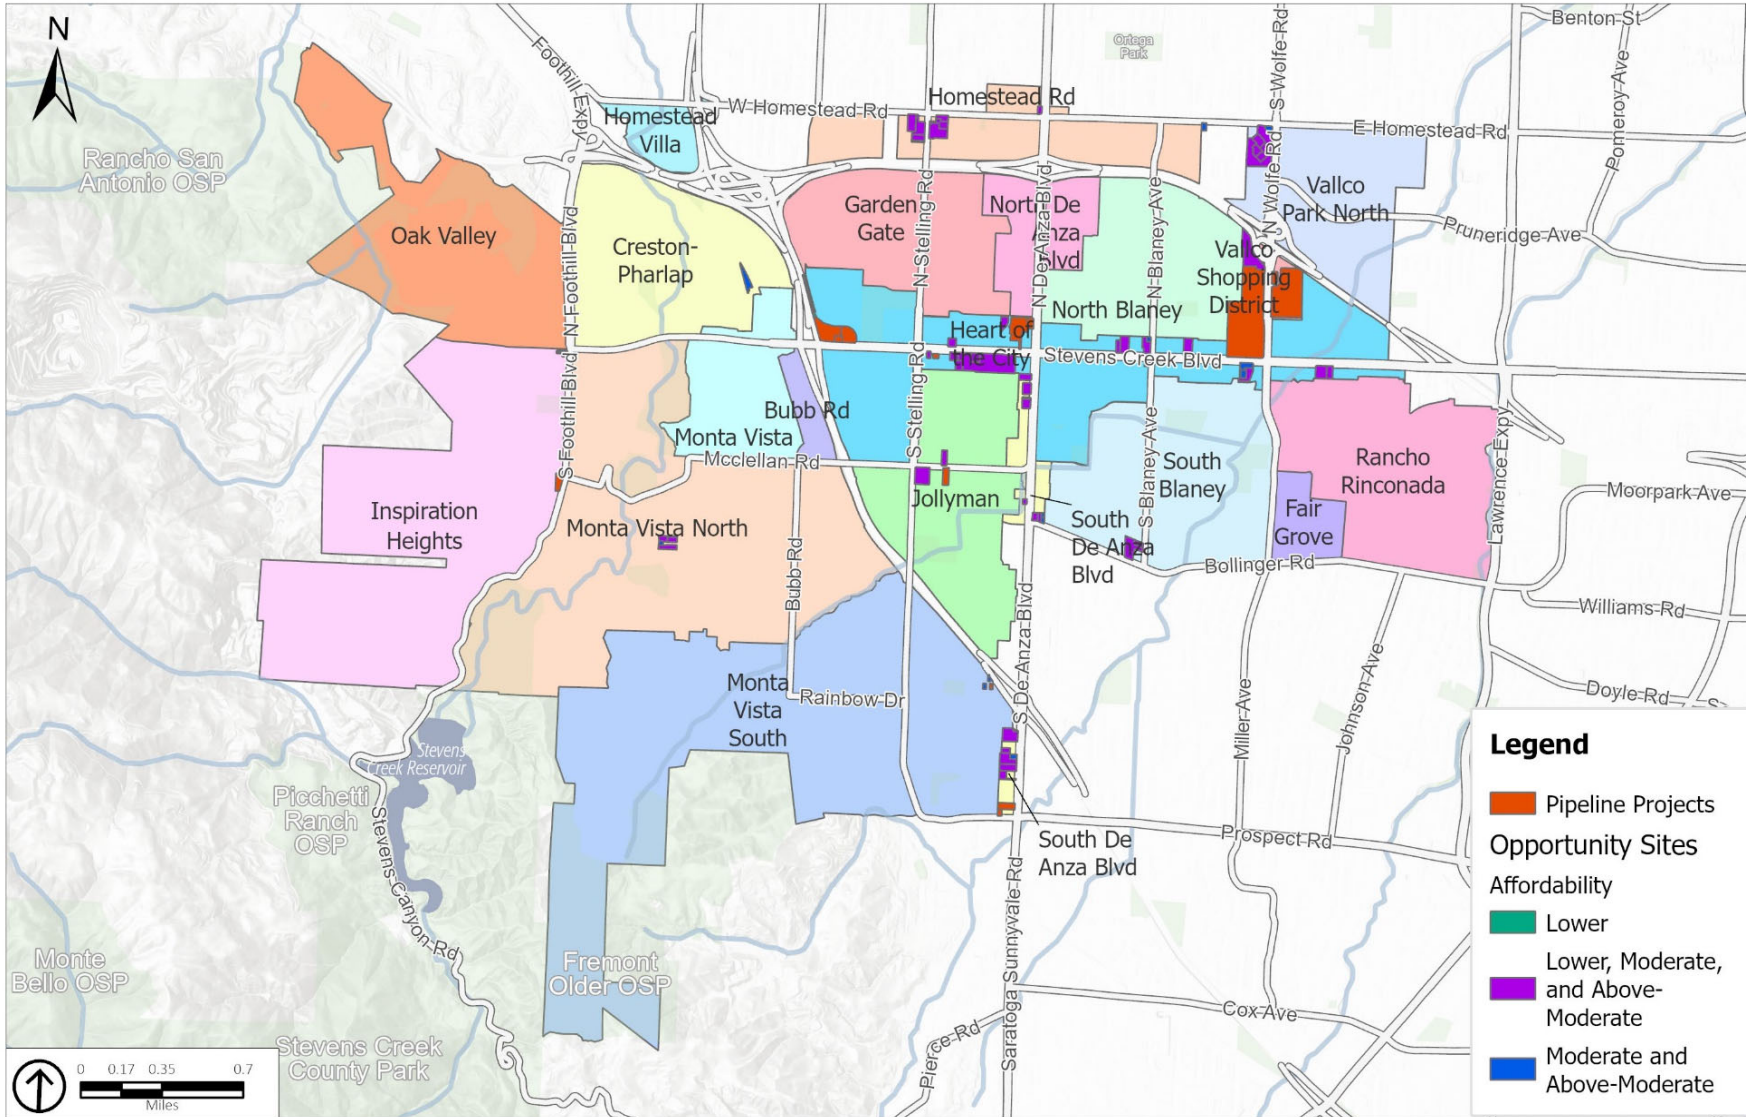 N
Benton St
Ortega
Park
Foothill Expy
S Wolfe Rd
Pomeroy Ave
W Homestead Rd
Homestead Rd
E Homestead Rd
Homestead
Villa
Rancho San
Antonio OSP
Oak Valley
N Foothill Blvd
Creston-
Pharlap
Garden
Gate
N Stelling Rd
North De
Anza
Blvd
N De Anza Blvd
N Blaney Ave
North Blaney
Vallco
Shopping
District
N Wolfe Rd
Vallco
Park North
Pruneridge Ave
Heart of
the City
Stevens Creek Blvd
S Foothill Blvd
Bubb Rd
Monta Vista
Mcclellan Rd
S Stelling Rd
Jollyman
S Blaney Ave
South
Blaney
Rancho
Rinconada
Lawrence Expy
Moorpark Ave
Inspiration
Heights
Monta Vista North
Bubb Rd
South
De Anza
Blvd
Fair
Grove
Bollinger Rd
Williams Rd
S De Anza Blvd
Monta
Vista
South
Rainbow Dr
Miller Ave
Johnson Ave
Doyle Rd
Stevens
Creek Reservoir
Picchetti
Ranch
OSP
Stevens Canyon Rd
South De
Anza Blvd
Prospect Rd
Saratoga Sunnyvale Rd
Monte
Bello OSP
Fremont
Older OSP
Stevens Creek
County Park
Pierce Rd
Cox Ave
0 0.17 0.35 0.7
Miles
Legend
Pipeline Projects
Opportunity Sites
Affordability
Lower
Lower, Moderate,
and Above-
Moderate
Moderate and
Above-Moderate